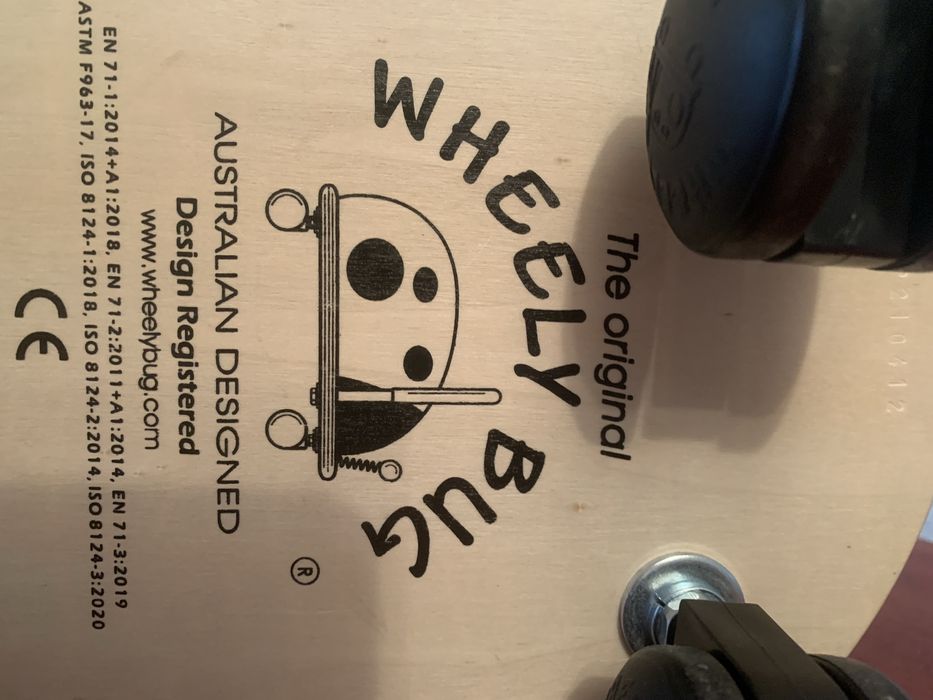 The original
WHEELY BUG
®
AUSTRALIAN DESIGNED
Design Registered
www.wheelybug.com
EN 71-1:2014+A1:2018, EN 71-2:2011+A1:2014, EN 71-3:2019
ASTM F963-17, ISO 8124-1:2018, ISO 8124-2:2014, ISO 8124-3:2020
CE